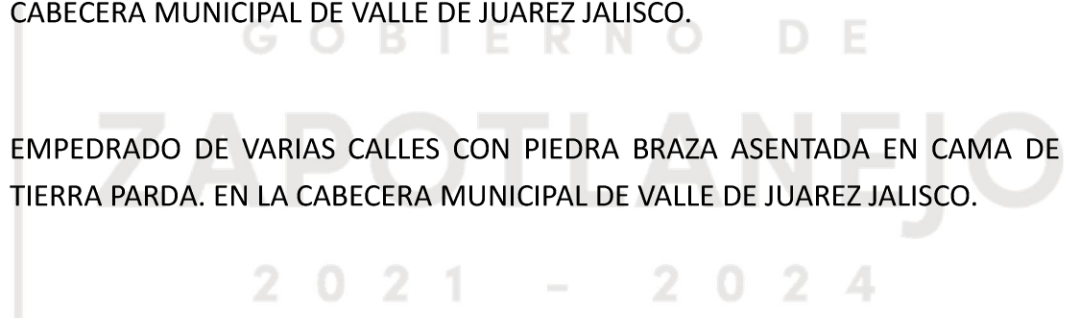 CABECERA MUNICIPAL DE VALLE DE JUAREZ JALISCO.
GOBIERNO DE
ZAPOTLANEJO
EMPEDRADO DE VARIAS CALLES CON PIEDRA BRAZA ASENTADA EN CAMA DE
TIERRA PARDA. EN LA CABECERA MUNICIPAL DE VALLE DE JUAREZ JALISCO.
2021 - 2024